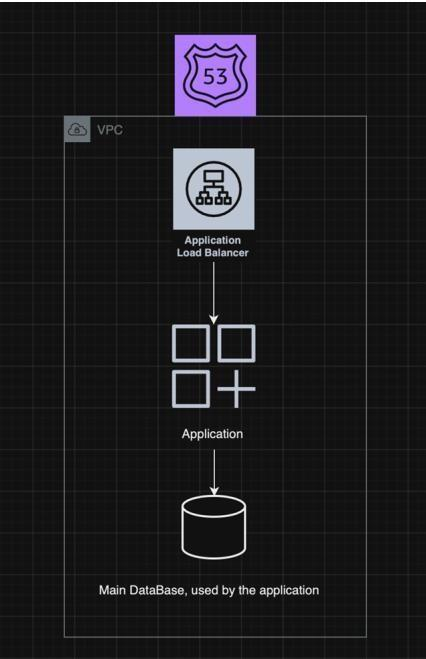 53
VPC
Application
Load Balancer
Application
Main DataBase, used by the application